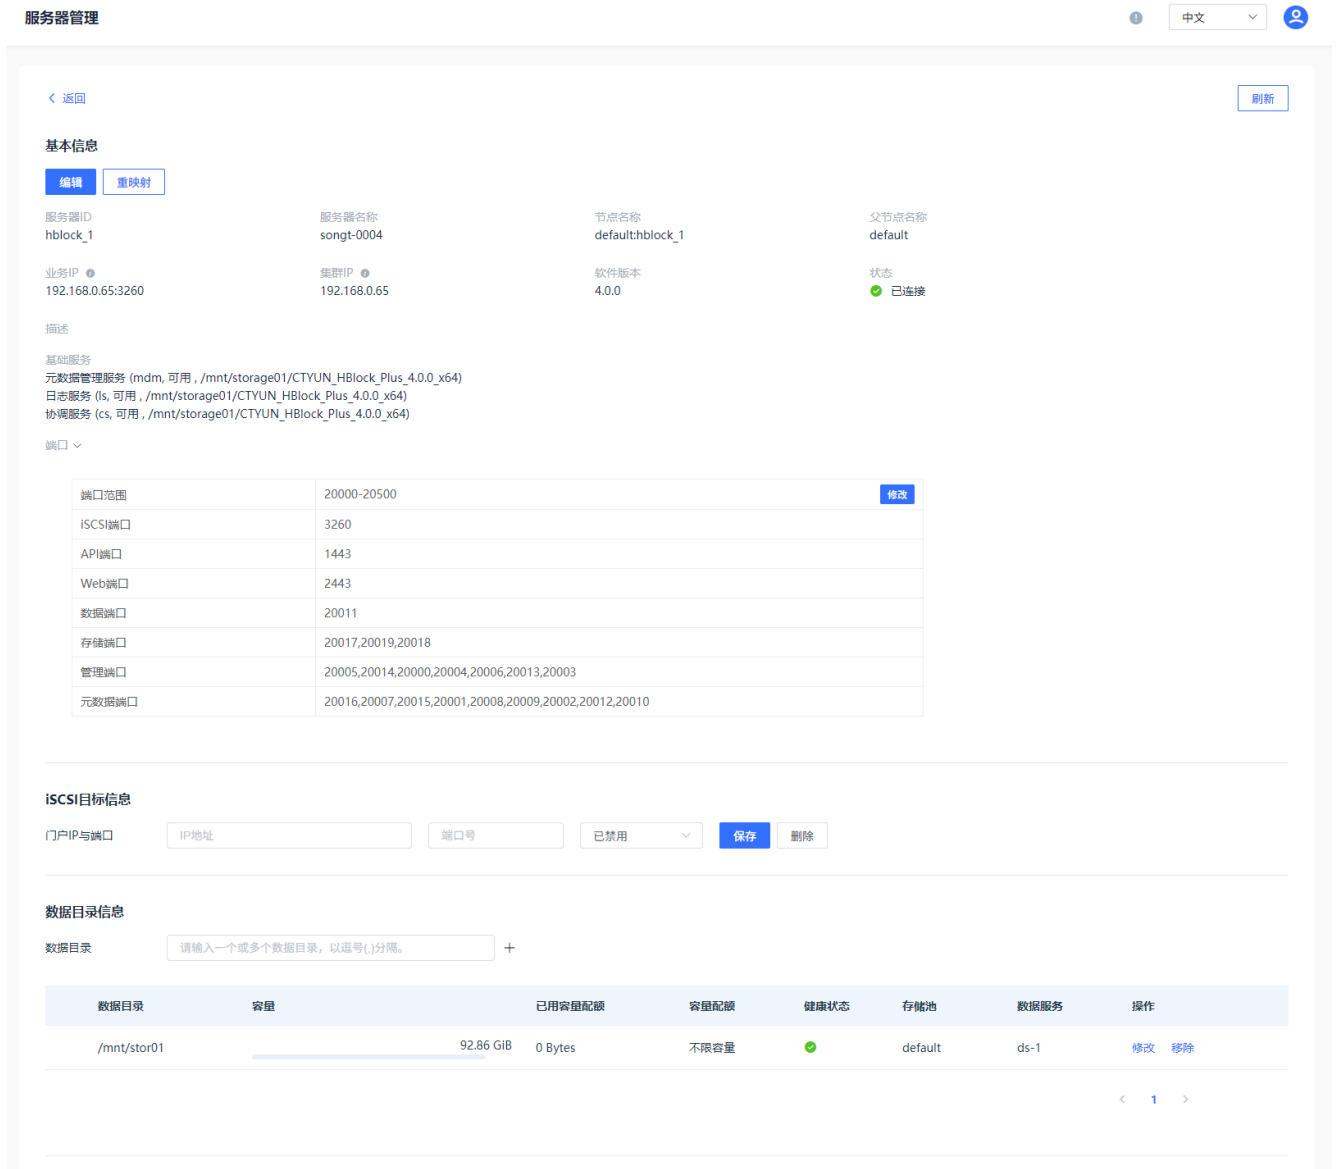 服务器管理
中文
返回
刷新
基本信息
编辑 重映射
服务器ID 服务器名称 节点名称 父节点名称
hblock_1 songt-0004 default:hblock_1 default
业务IP 集群IP 软件版本 状态
192.168.0.65:3260 192.168.0.65 4.0.0 已连接
描述
基础服务
元数据管理服务 (mdm, 可用 , /mnt/storage01/CTYUN_HBlock_Plus_4.0.0_x64)
日志服务 (ls, 可用 , /mnt/storage01/CTYUN_HBlock_Plus_4.0.0_x64)
协调服务 (cs, 可用 , /mnt/storage01/CTYUN_HBlock_Plus_4.0.0_x64)
端口
端口范围 20000-20500 修改
iSCSI端口 3260
API端口 1443
Web端口 2443
数据端口 20011
存储端口 20017,20019,20018
管理端口 20005,20014,20000,20004,20006,20013,20003
元数据端口 20016,20007,20015,20001,20008,20009,20002,20012,20010
iSCSI目标信息
门户IP与端口 IP地址 端口号 已禁用 保存 删除
数据目录信息
数据目录 请输入一个或多个数据目录，以逗号(,)分隔。 +
数据目录 容量 已用容量配额 容量配额 健康状态 存储池 数据服务 操作
/mnt/stor01 92.86 GiB 0 Bytes 不限容量 default ds-1 修改 移除
1